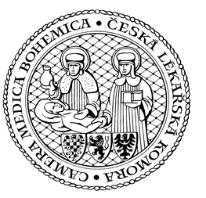 CAMERA MEDICA BOHEMICA • ČESKÁ LÉKAŘSKÁ KOMORA •